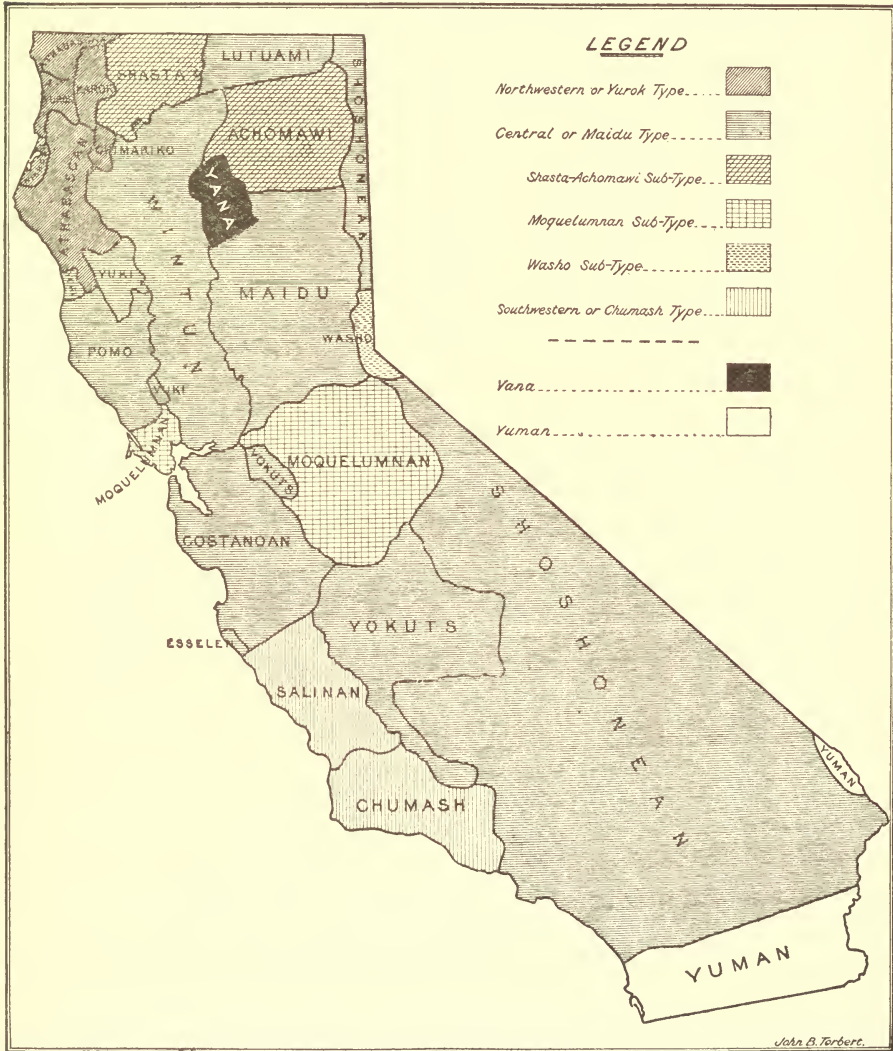 LEGEND
Northwestern or Yurok Type
Central or Maidu Type
Shasta-Achomawi Sub-Type
Moquelumnan Sub-Type
Washo Sub-Type
Southwestern or Chumash Type
Yana
Yuman
SHASTA
LUTUAMI
SHOSHONEAN
KAROK
ACHOMAWI
CHIMARIKO
ATHABASCAN
YANA
WINTUN
YUKI
MAIDU
WASHO
POMO
YUKI
MOQUELUMNAN
YOKUTS
MOQUELUMNAN
COSTANOAN
SHOSHONEAN
YOKUTS
ESSELEN
SALINAN
YUMAN
CHUMASH
YUMAN
John B. Torbert.